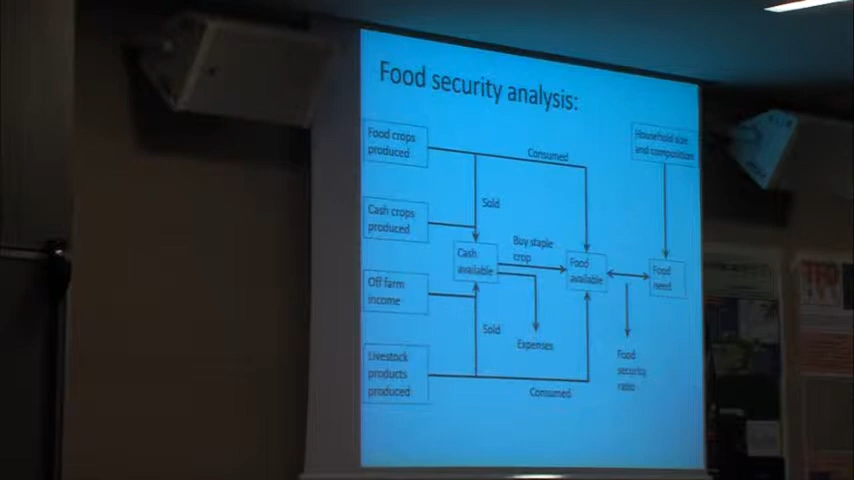 Food security analysis:
Food crops
produced
Consumed
Household size
and composition
Sold
Cash crops
produced
Buy staple
crop
Cash
available
Food
available
Food
need
Off farm
income
Sold
Expenses
Livestock
products
produced
Food
security
ratio
Consumed